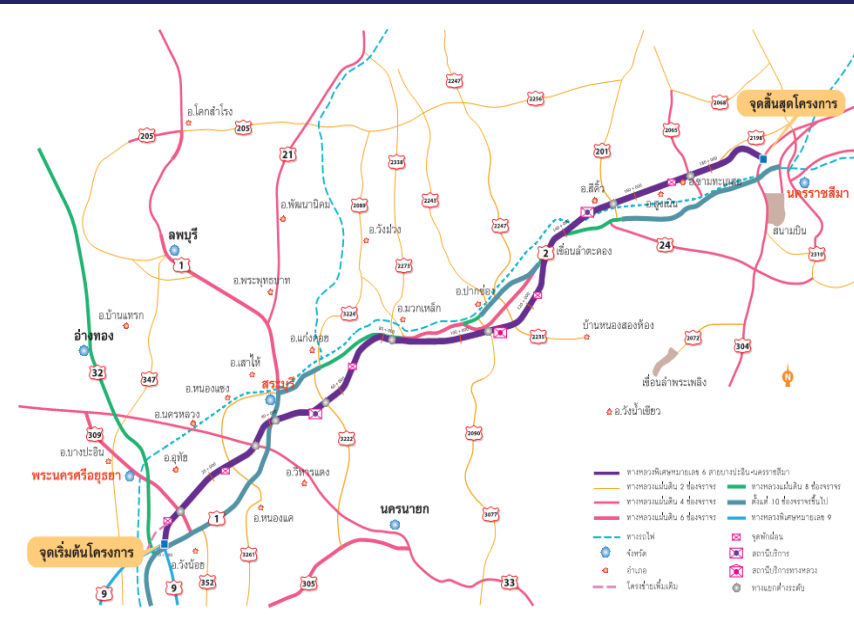 2247
2256
2068
จุดสิ้นสุดโครงการ
อ.โคกสำโรง
205
205
21
2065
2196
201
2338
อ.ขามทะเลสอ
อ.สีคิ้ว
นครราชสีมา
อ.สูงเนิน
2089
2243
อ.พัฒนานิคม
2247
สนามบิน
ลพบุรี
อ.วังม่วง
24
2
เขื่อนลำตะคอง
1
2273
2310
อ.พระพุทธบาท
อ.ปากช่อง
อ.บ้านแพรก
3224
อ.มวกเหล็ก
อ่างทอง
อ.แก่งคอย
2235
บ้านหนองสองห้อง
2072
304
32
อ.เสาไห้
347
สระบุรี
อ.หนองแซง
เขื่อนลำพระเพลิง
N
อ.นครหลวง
อ.วังน้ำเขียว
309
3222
2090
อ.บางปะอิน
อ.อุทัย
พระนครศรีอยุธยา
อ.วิหารแดง
อ.หนองแค
นครนายก
1
3077
จุดเริ่มต้นโครงการ
อ.วังน้อย
3261
352
305
33
9
9
ทางหลวงพิเศษหมายเลข 6 สายบางปะอิน-นครราชสีมา
ทางหลวงแผ่นดิน 2 ช่องจราจร
ทางหลวงแผ่นดิน 8 ช่องจราจร
ทางหลวงแผ่นดิน 4 ช่องจราจร
ตั้งแต่ 10 ช่องจราจรขึ้นไป
ทางหลวงแผ่นดิน 6 ช่องจราจร
ทางหลวงพิเศษหมายเลข 9
ทางรถไฟ
จุดพักผ่อน
จังหวัด
สถานีบริการ
อำเภอ
สถานีบริการทางหลวง
โครงข่ายเพิ่มเติม
ทางแยกต่างระดับ